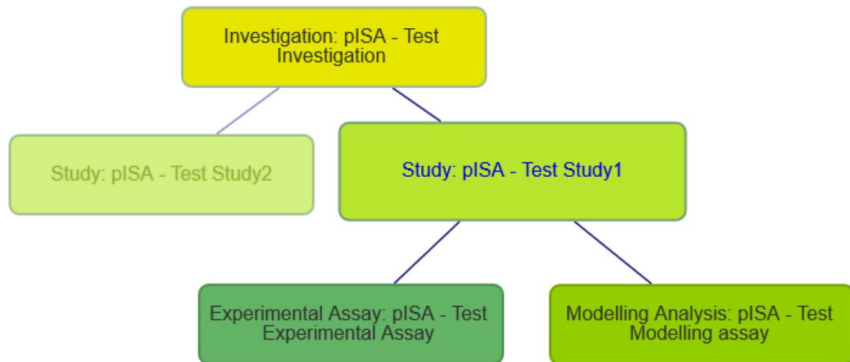 Investigation: pISA - Test
Investigation
Study: pISA - Test Study2
Study: pISA - Test Study1
Experimental Assay: pISA - Test
Experimental Assay
Modelling Analysis: pISA - Test
Modelling assay